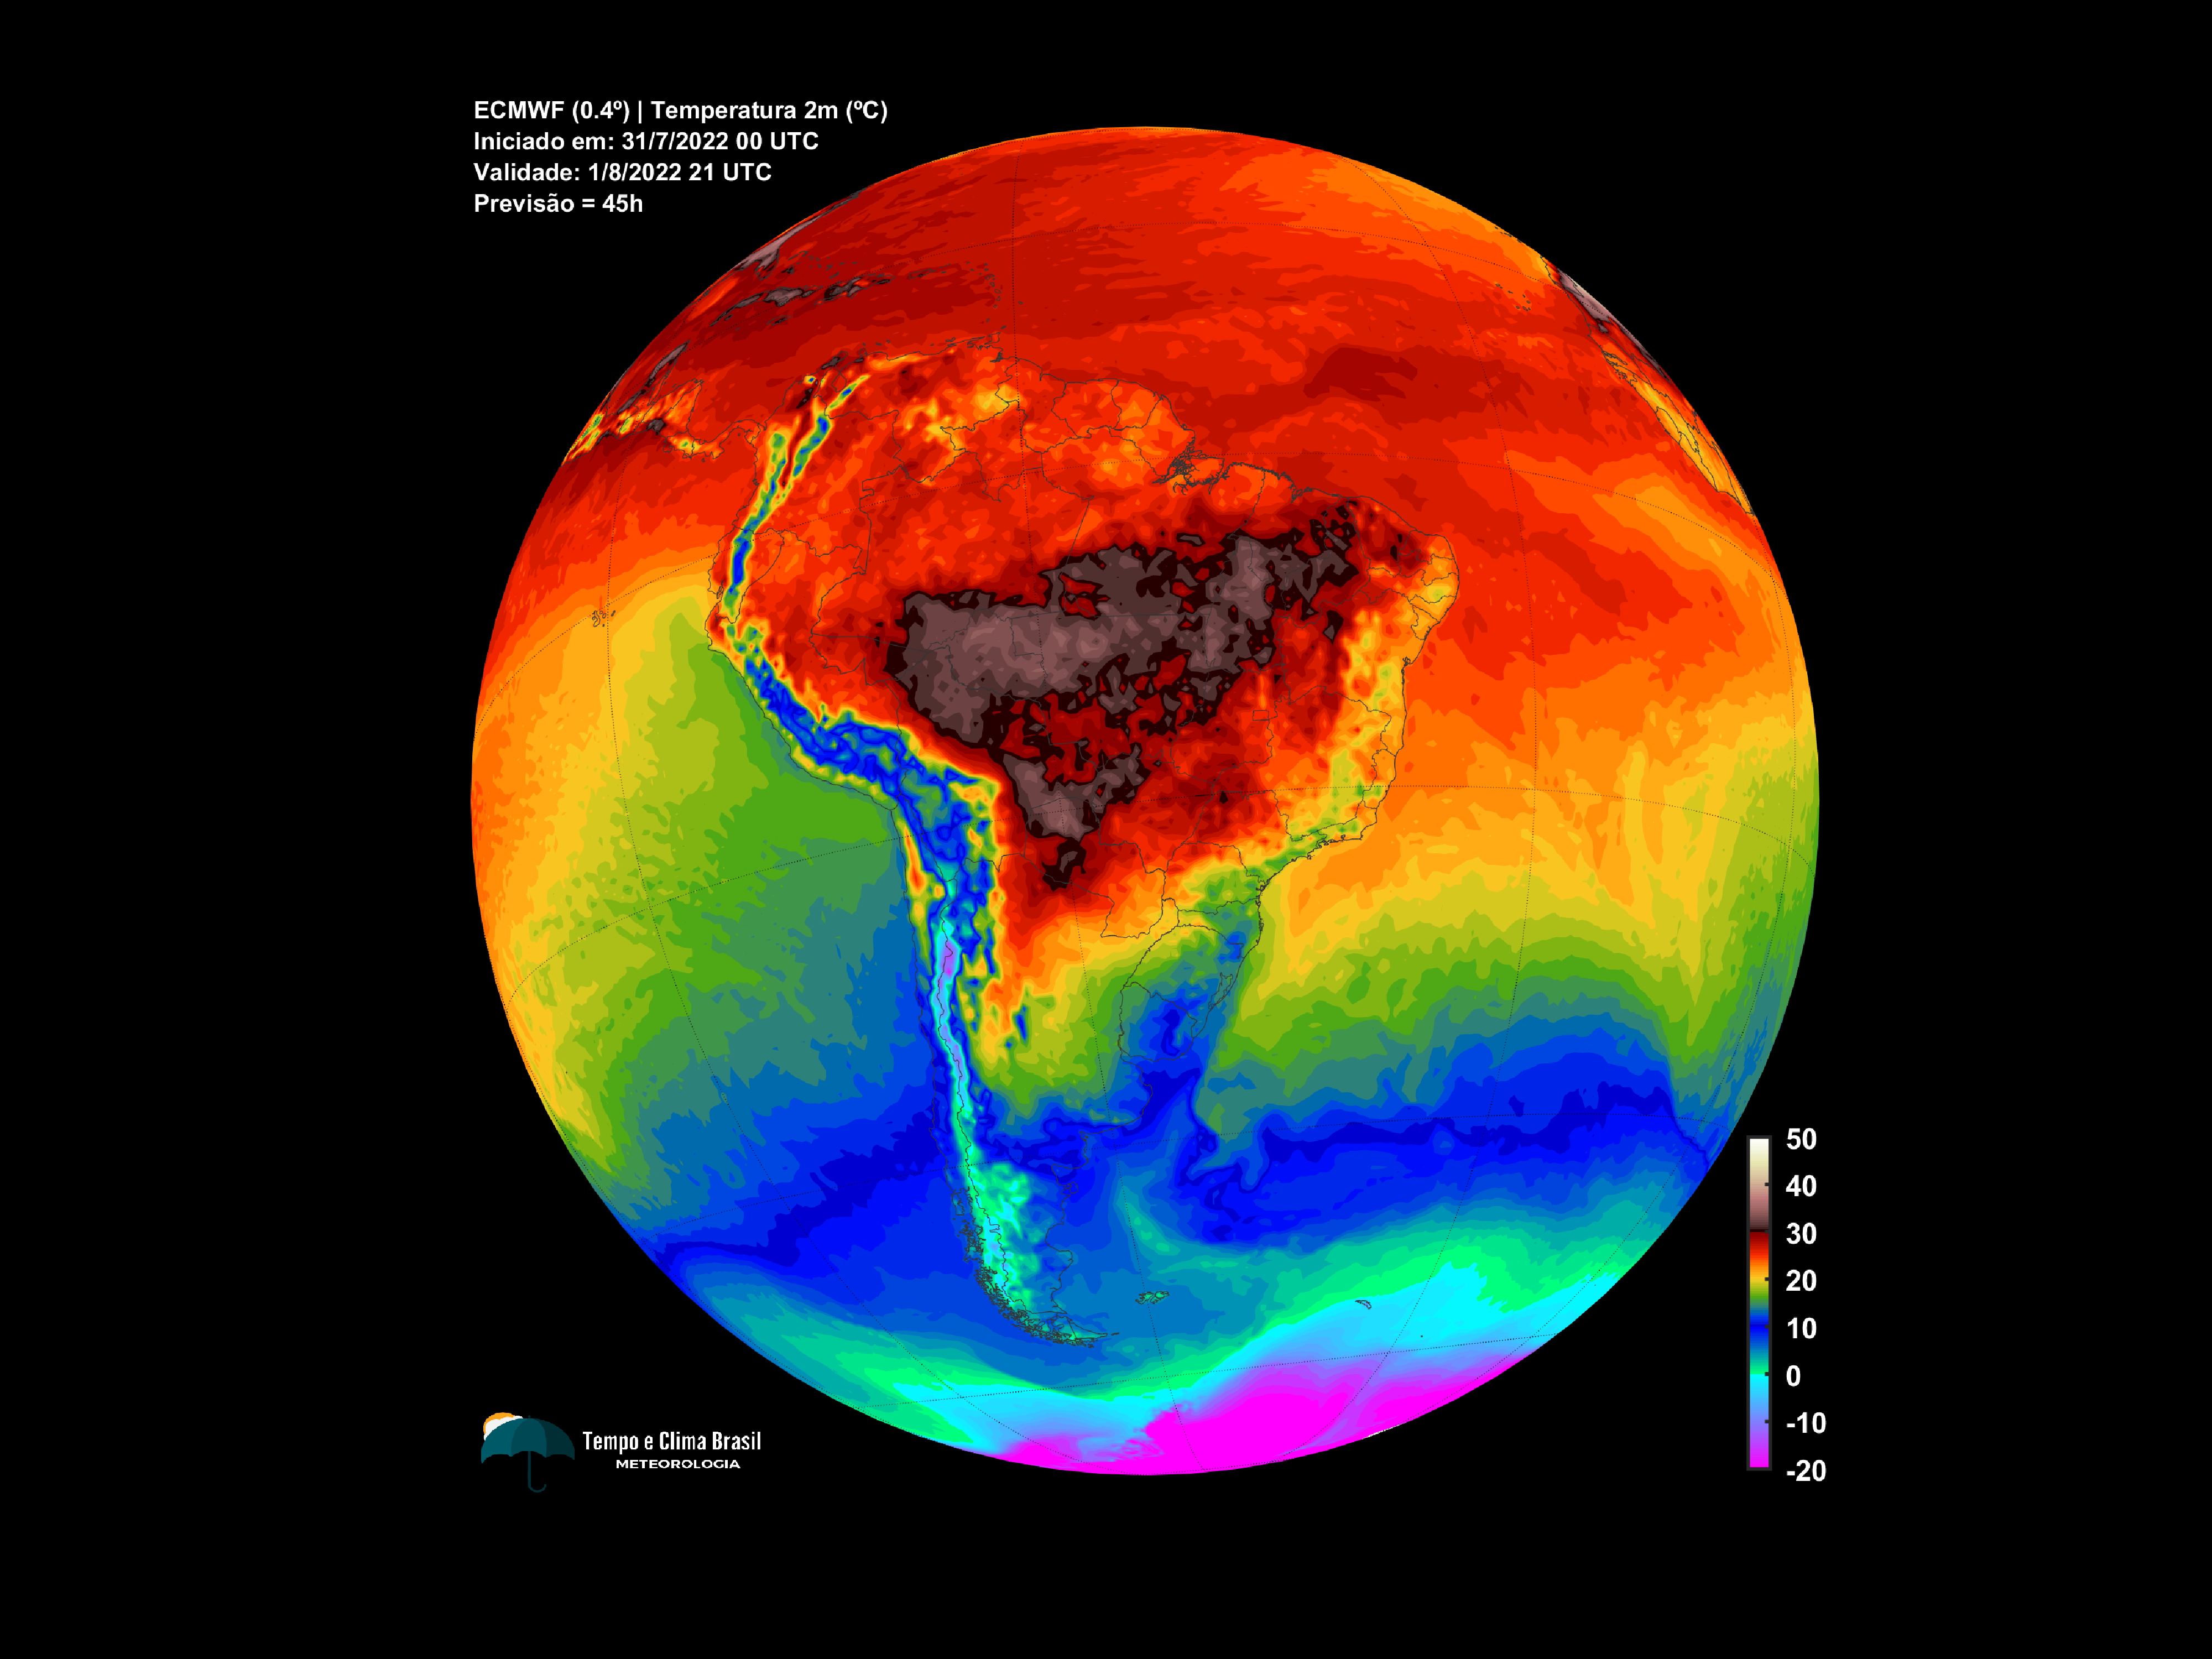 ECMWF (0.4º) | Temperatura 2m (ºC)
Iniciado em: 31/7/2022 00 UTC
Validade: 1/8/2022 21 UTC
Previsão = 45h
50
40
30
20
10
0
-10
-20
Tempo e Clima Brasil
METEOROLOGIA